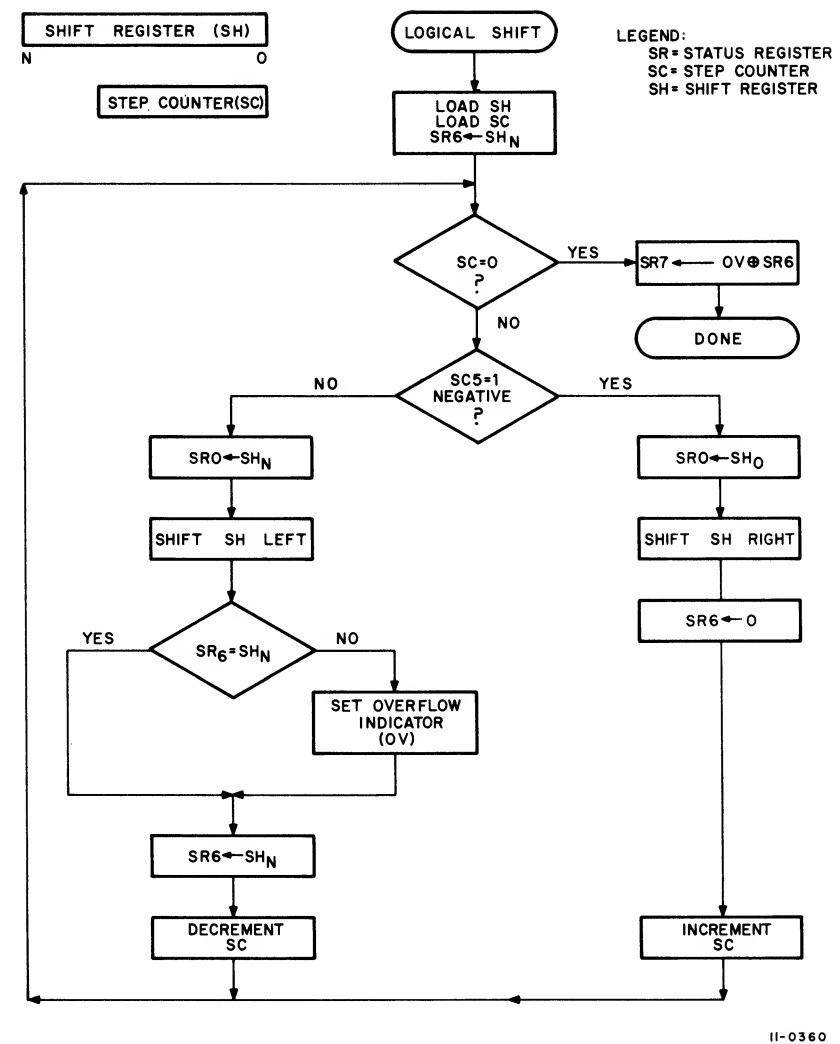 SHIFT REGISTER (SH)
N O
STEP COUNTER(SC)
LOGICAL SHIFT
LEGEND:
SR= STATUS REGISTER
SC= STEP COUNTER
SH= SHIFT REGISTER
LOAD SH
LOAD SC
SR6←SHN
SC=0
?
YES
SR7← OV⊕SR6
DONE
NO
SC5=1
NEGATIVE
?
NO
YES
SR0←SHN
SR0←SH0
SHIFT SH LEFT
SHIFT SH RIGHT
SR6←0
SR6=SHN
YES
NO
SET OVERFLOW
INDICATOR
(OV)
SR6←SHN
DECREMENT
SC
INCREMENT
SC
11-0360